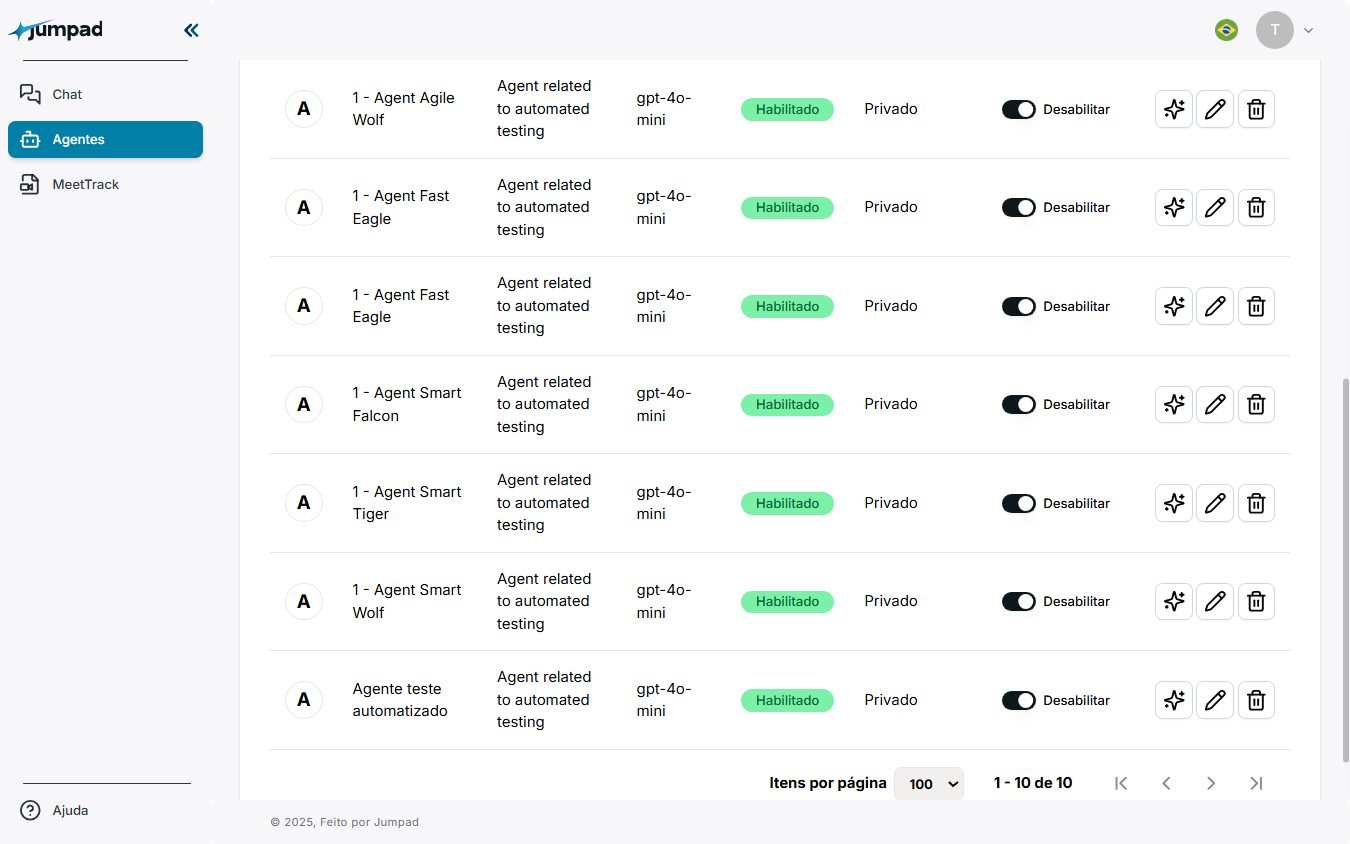 Jumpad
T
Chat
Agentes
MeetTrack
A
1 - Agent Agile
Wolf
Agent related
to automated
testing
gpt-4o-
mini
Habilitado
Privado
Desabilitar
A
1 - Agent Fast
Eagle
Agent related
to automated
testing
gpt-4o-
mini
Habilitado
Privado
Desabilitar
A
1 - Agent Fast
Eagle
Agent related
to automated
testing
gpt-4o-
mini
Habilitado
Privado
Desabilitar
A
1 - Agent Smart
Falcon
Agent related
to automated
testing
gpt-4o-
mini
Habilitado
Privado
Desabilitar
A
1 - Agent Smart
Tiger
Agent related
to automated
testing
gpt-4o-
mini
Habilitado
Privado
Desabilitar
A
1 - Agent Smart
Wolf
Agent related
to automated
testing
gpt-4o-
mini
Habilitado
Privado
Desabilitar
A
Agente teste
automatizado
Agent related
to automated
testing
gpt-4o-
mini
Habilitado
Privado
Desabilitar
Itens por página 100 1 - 10 de 10
Ajuda
© 2025, Feito por Jumpad